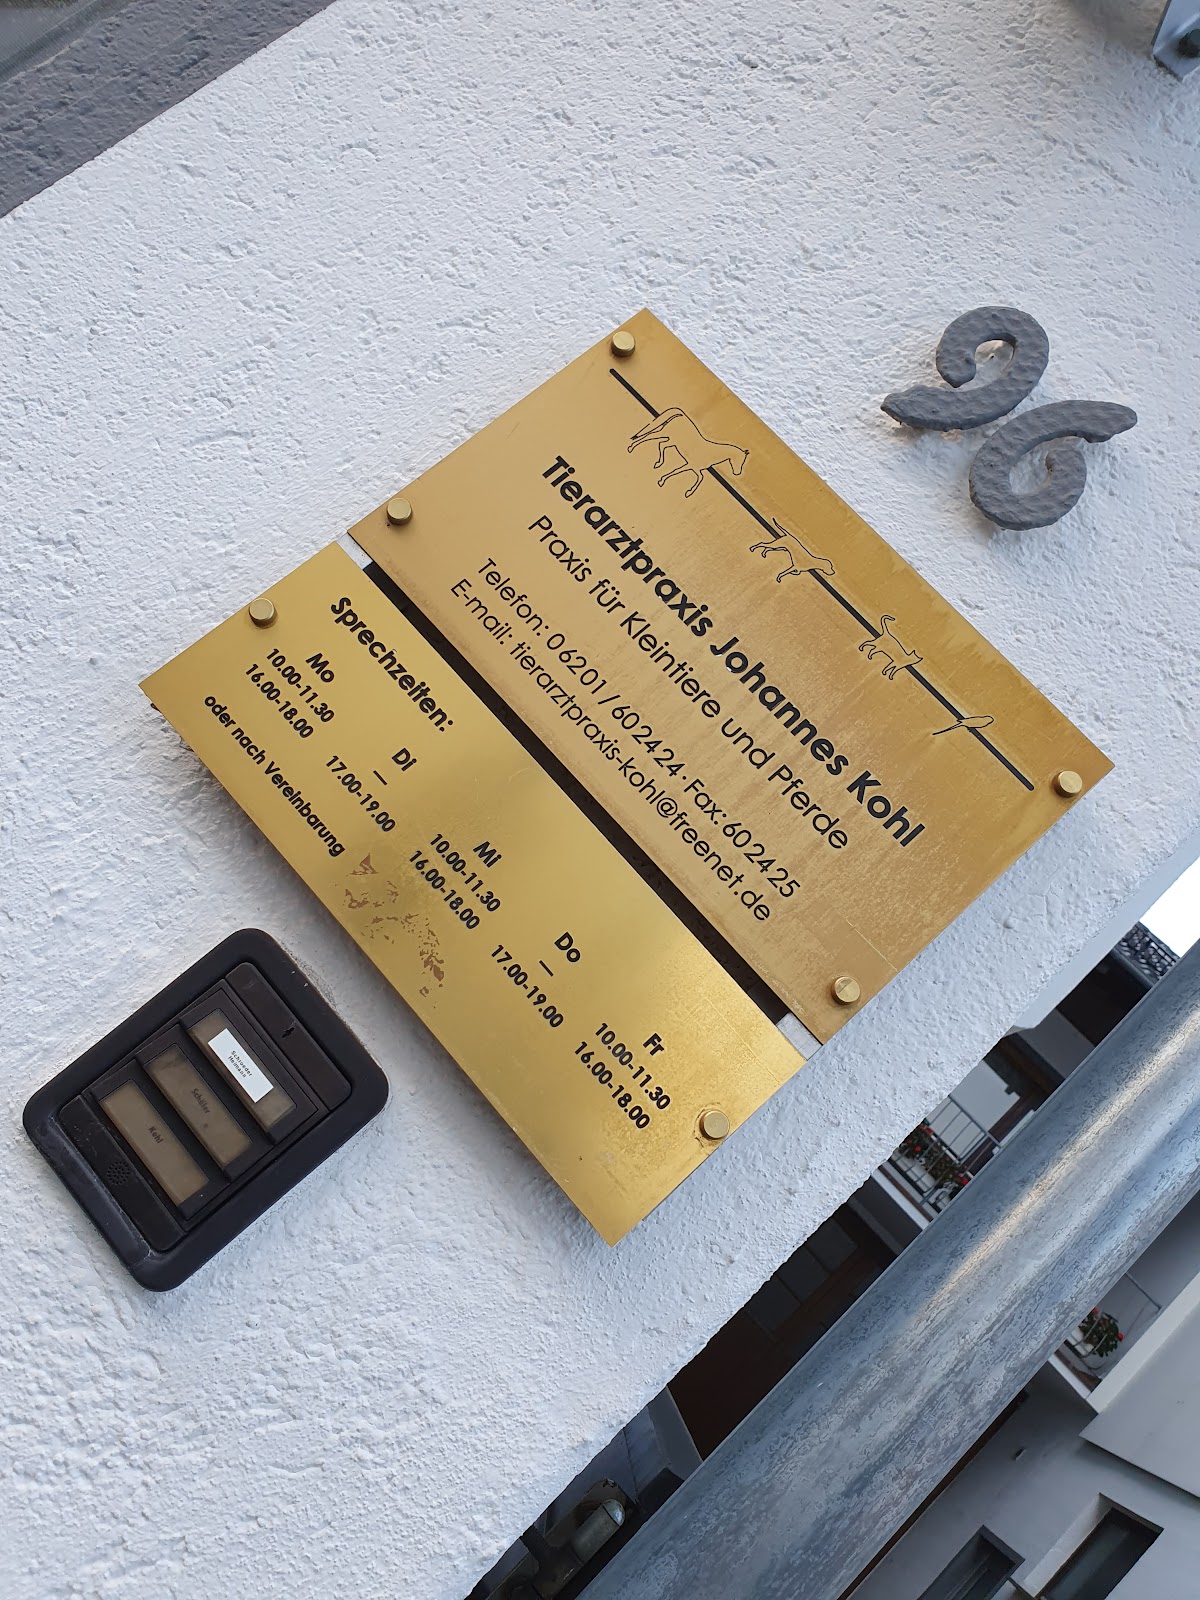 96
Tierarztpraxis Johannes Kohl
Praxis für Kleintiere und Pferde
Telefon: 06201/602424 · Fax: 602425
E-mail: tierarztpraxis-kohl@freenet.de
Sprechzeiten:
Mo Di Mi Do Fr
10.00-11.30 — 10.00-11.30 — 10.00-11.30
16.00-18.00 17.00-19.00 16.00-18.00 17.00-19.00 16.00-18.00
oder nach Vereinbarung
Schroeder
Kohl